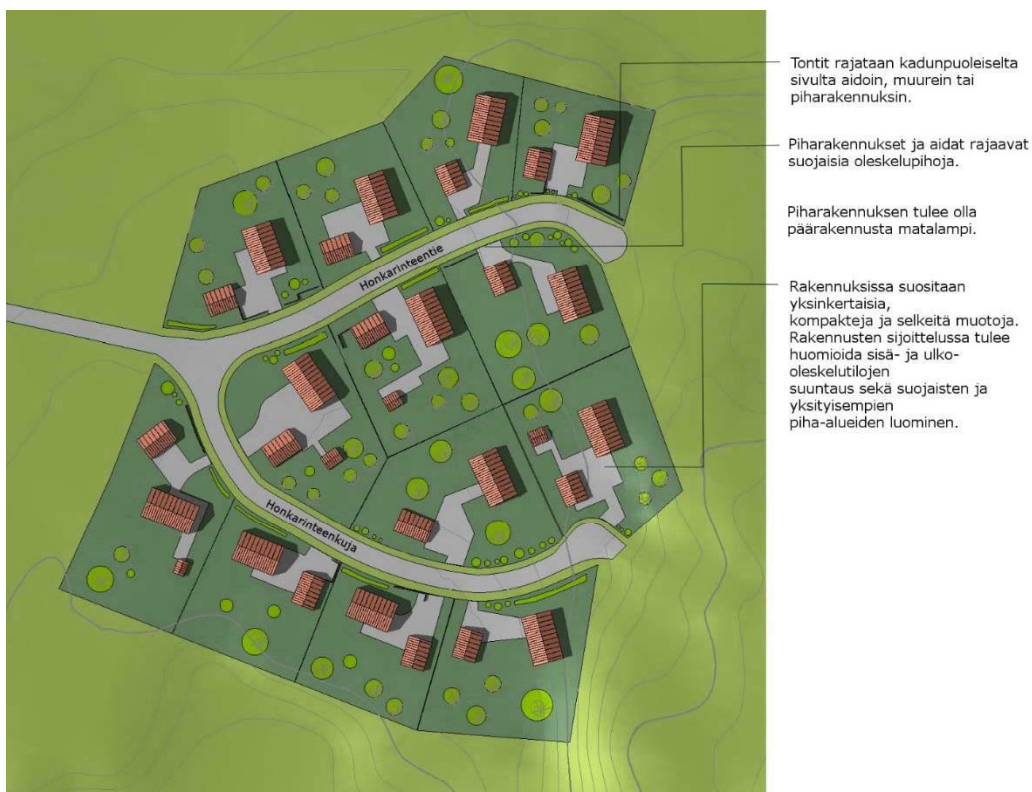 Tontit rajataan kadunpuoleiselta
sivulta aidoin, muurein tai
piharakennuksin.
Piharakennukset ja aidat rajaavat
suojaisia oleskelupihoja.
Piharakennuksen tulee olla
päärakennusta matalampi.
Rakennuksissa suositaan
yksinkertaisia,
kompakteja ja selkeitä muotoja.
Rakennusten sijoittelussa tulee
huomioida sisä- ja ulko-
oleskelutilojen
suuntaus sekä suojaisten ja
yksityisempien
piha-alueiden luominen.
Honkarinteentie
Honkarinteenkuja